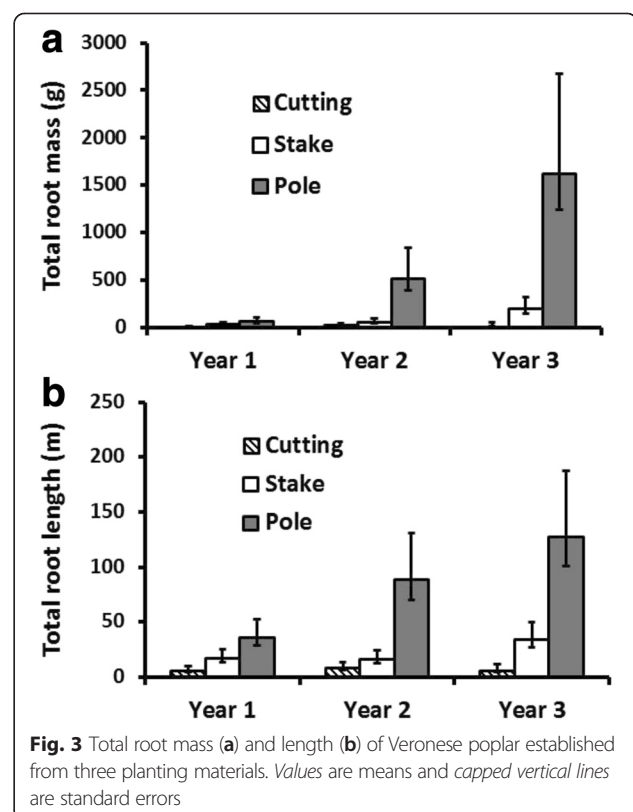 a
3000
2500
2000
1500
1000
500
0
Total root mass (g)
Cutting
Stake
Pole
Year 1 Year 2 Year 3
b
250
200
150
100
50
0
Total root length (m)
Cutting
Stake
Pole
Year 1 Year 2 Year 3
Fig. 3 Total root mass (a) and length (b) of Veronese poplar established
from three planting materials. Values are means and capped vertical lines
are standard errors